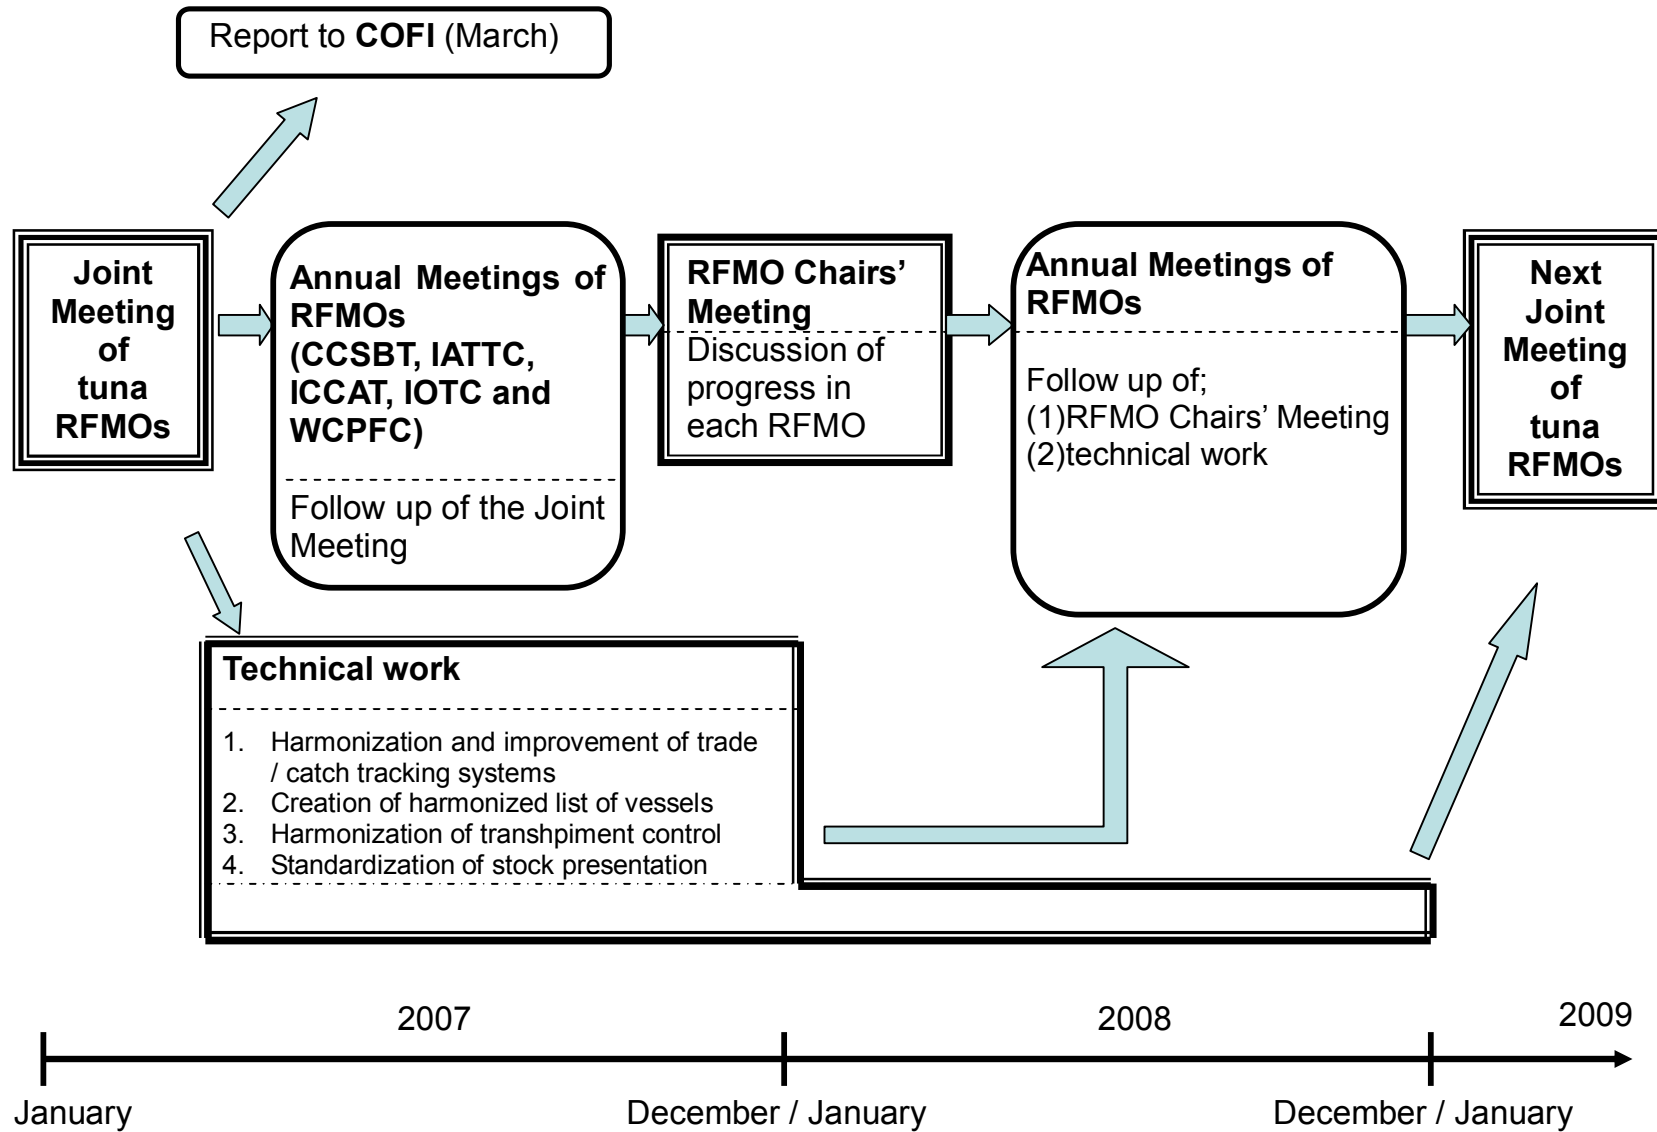 Report to COFI (March)
Joint
Meeting
of
tuna
RFMOs
Annual Meetings of
RFMOs
(CCSBT, IATTC,
ICCAT, IOTC and
WCPFC)
Follow up of the Joint
Meeting
RFMO Chairs’
Meeting
Discussion of
progress in
each RFMO
Annual Meetings of
RFMOs
Follow up of;
(1)RFMO Chairs’ Meeting
(2)technical work
Next
Joint
Meeting
of
tuna
RFMOs
Technical work
1. Harmonization and improvement of trade
/ catch tracking systems
2. Creation of harmonized list of vessels
3. Harmonization of transhpiment control
4. Standardization of stock presentation
2007
2008
2009
January
December / January
December / January